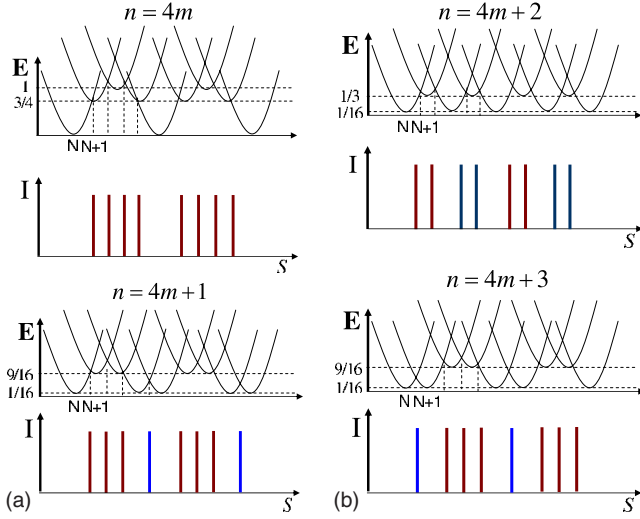 n = 4m
E
1
3/4
N N+1
I
S
n = 4m + 1
E
9/16
1/16
N N+1
I
S
(a)
n = 4m + 2
E
1/3
1/16
N N+1
I
S
n = 4m + 3
E
9/16
1/16
N N+1
I
S
(b)